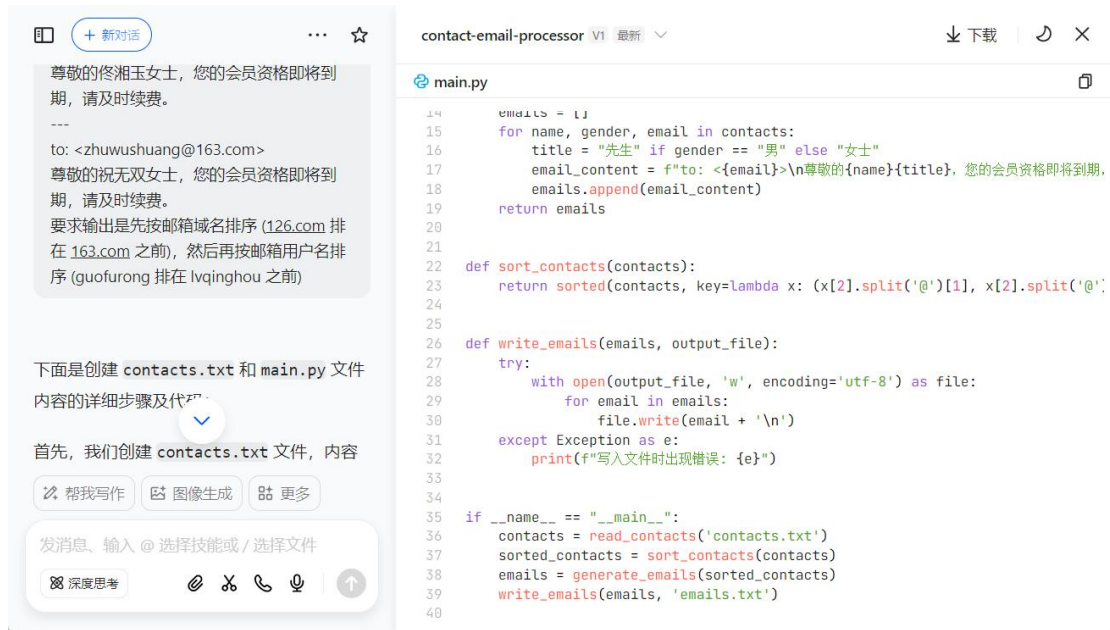 新对话
尊敬的佟湘玉女士，您的会员资格即将到
期，请及时续费。
---
to: <zhuwushuang@163.com>
尊敬的祝无双女士，您的会员资格即将到
期，请及时续费。
要求输出是先按邮箱域名排序 (126.com 排
在 163.com 之前)，然后再按邮箱用户名排
序 (guofurong 排在 lvqinghou 之前)
下面是创建 contacts.txt 和 main.py 文件
内容的详细步骤及代码
首先，我们创建 contacts.txt 文件，内容
帮我写作 图像生成 更多
发消息、输入 @ 选择技能或 / 选择文件
深度思考
contact-email-processor V1 最新
下载
main.py
14 emails = []
15 for name, gender, email in contacts:
16 title = "先生" if gender == "男" else "女士"
17 email_content = f"to: <{email}>\n尊敬的{name}{title}，您的会员资格即将到期，
18 emails.append(email_content)
19 return emails
20
21
22 def sort_contacts(contacts):
23 return sorted(contacts, key=lambda x: (x[2].split('@')[1], x[2].split('@')
24
25
26 def write_emails(emails, output_file):
27 try:
28 with open(output_file, 'w', encoding='utf-8') as file:
29 for email in emails:
30 file.write(email + '\n')
31 except Exception as e:
32 print(f"写入文件时出现错误: {e}")
33
34
35 if __name__ == "__main__":
36 contacts = read_contacts('contacts.txt')
37 sorted_contacts = sort_contacts(contacts)
38 emails = generate_emails(sorted_contacts)
39 write_emails(emails, 'emails.txt')
40